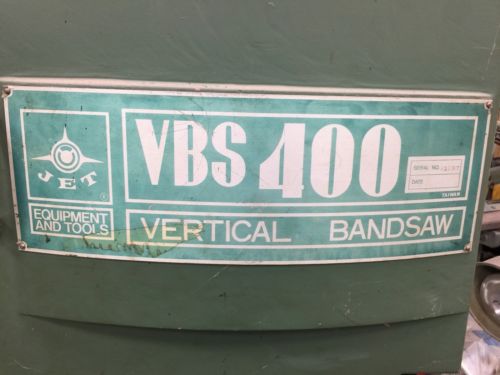 JET
®
EQUIPMENT
AND TOOLS
VBS 400
SERIAL NO.
DATE
TAIWAN
VERTICAL BANDSAW